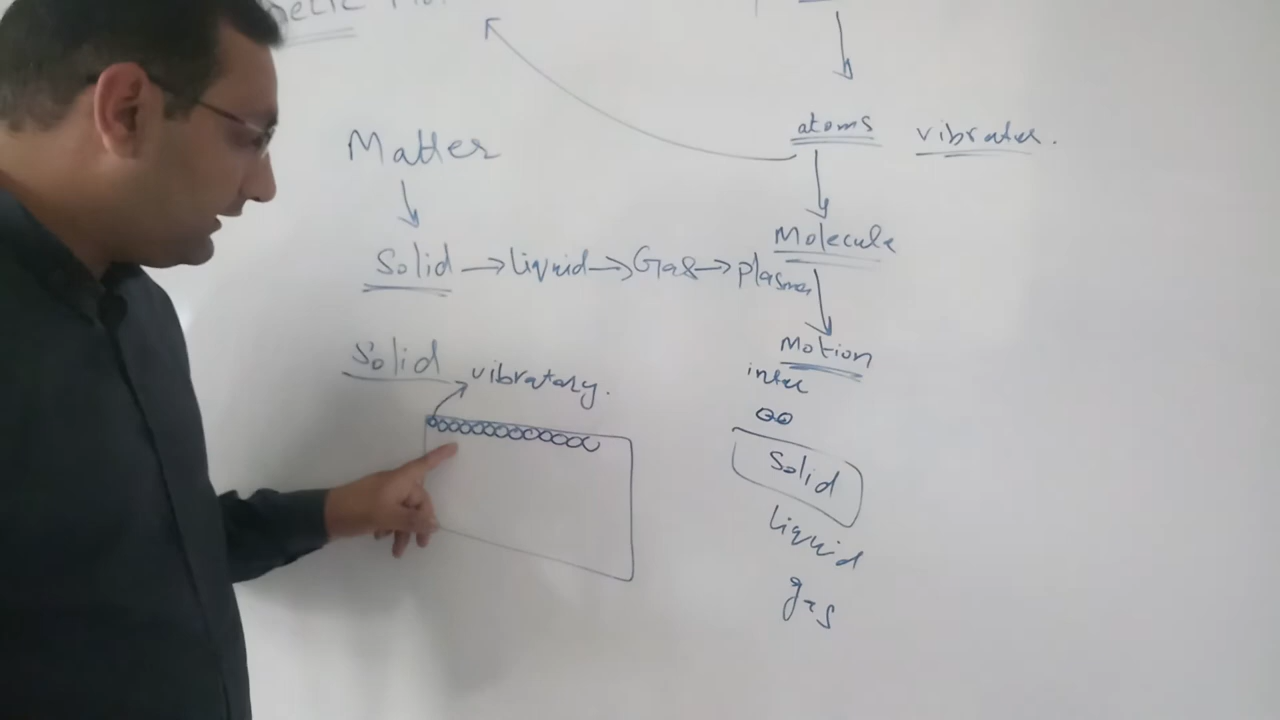 atoms vibrates.
Matter
Molecule
Solid → liquid → Gas → plasma
Motion
Solid vibratory.
inter
Solid
liquid
gas